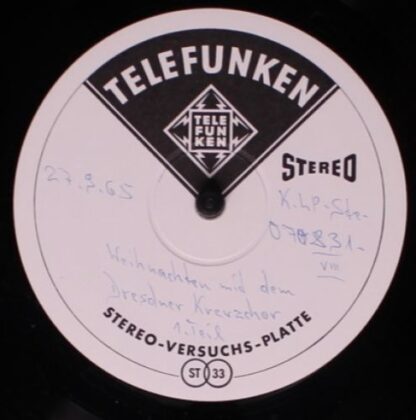 TELEFUNKEN
TELE
FUN
KEN
STEREO
27.9.65
K.LP-Ste-
070831-
VIII
Weihnachten mid dem
Dresdner Kreuzchor
1. Teil
STEREO-VERSUCHS-PLATTE
ST 33